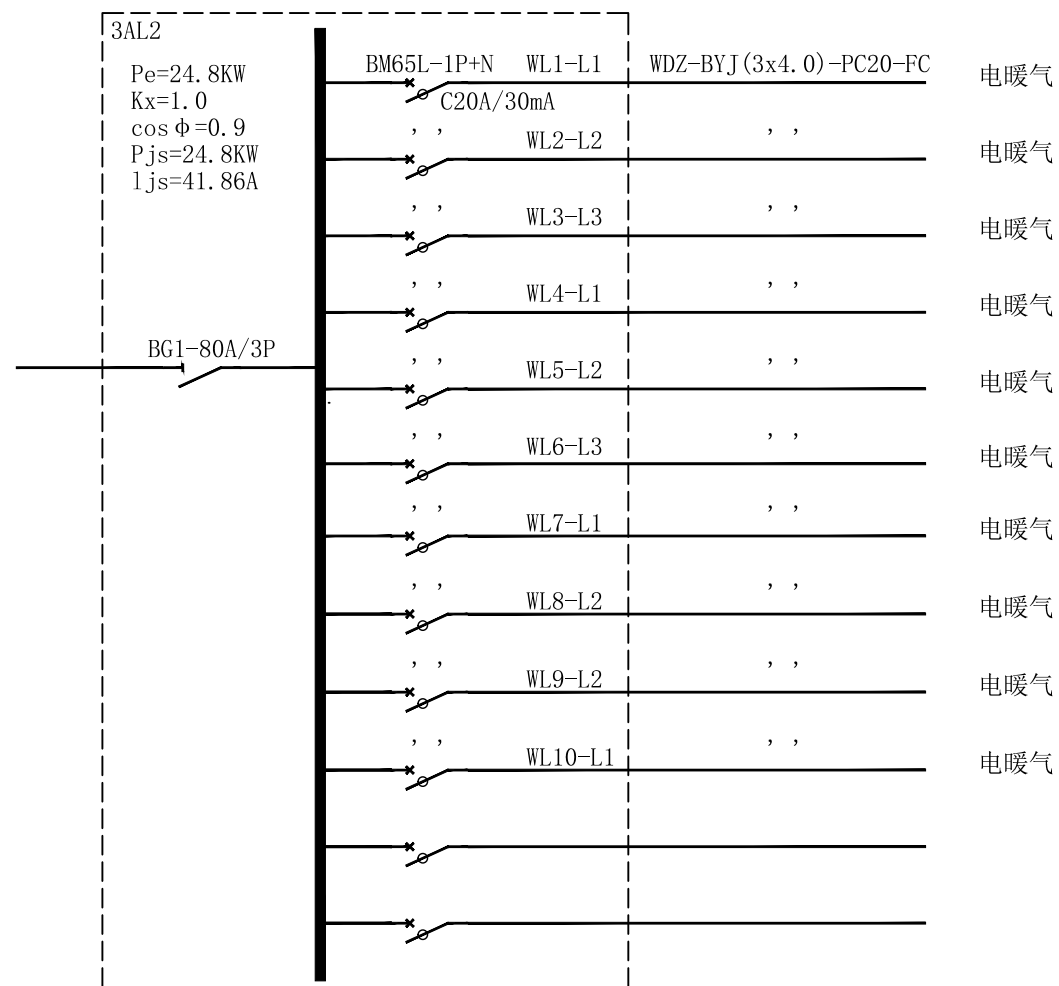 3AL2
Pe=24.8KW
Kx=1.0
cosφ=0.9
Pjs=24.8KW
ljs=41.86A
BG1-80A/3P
BM65L-1P+N WL1-L1 WDZ-BYJ(3x4.0)-PC20-FC 电暖气
C20A/30mA
, , WL2-L2 , , 电暖气
, , WL3-L3 , , 电暖气
, , WL4-L1 , , 电暖气
, , WL5-L2 , , 电暖气
, , WL6-L3 , , 电暖气
, , WL7-L1 , , 电暖气
, , WL8-L2 , , 电暖气
, , WL9-L2 , , 电暖气
, , WL10-L1 , , 电暖气